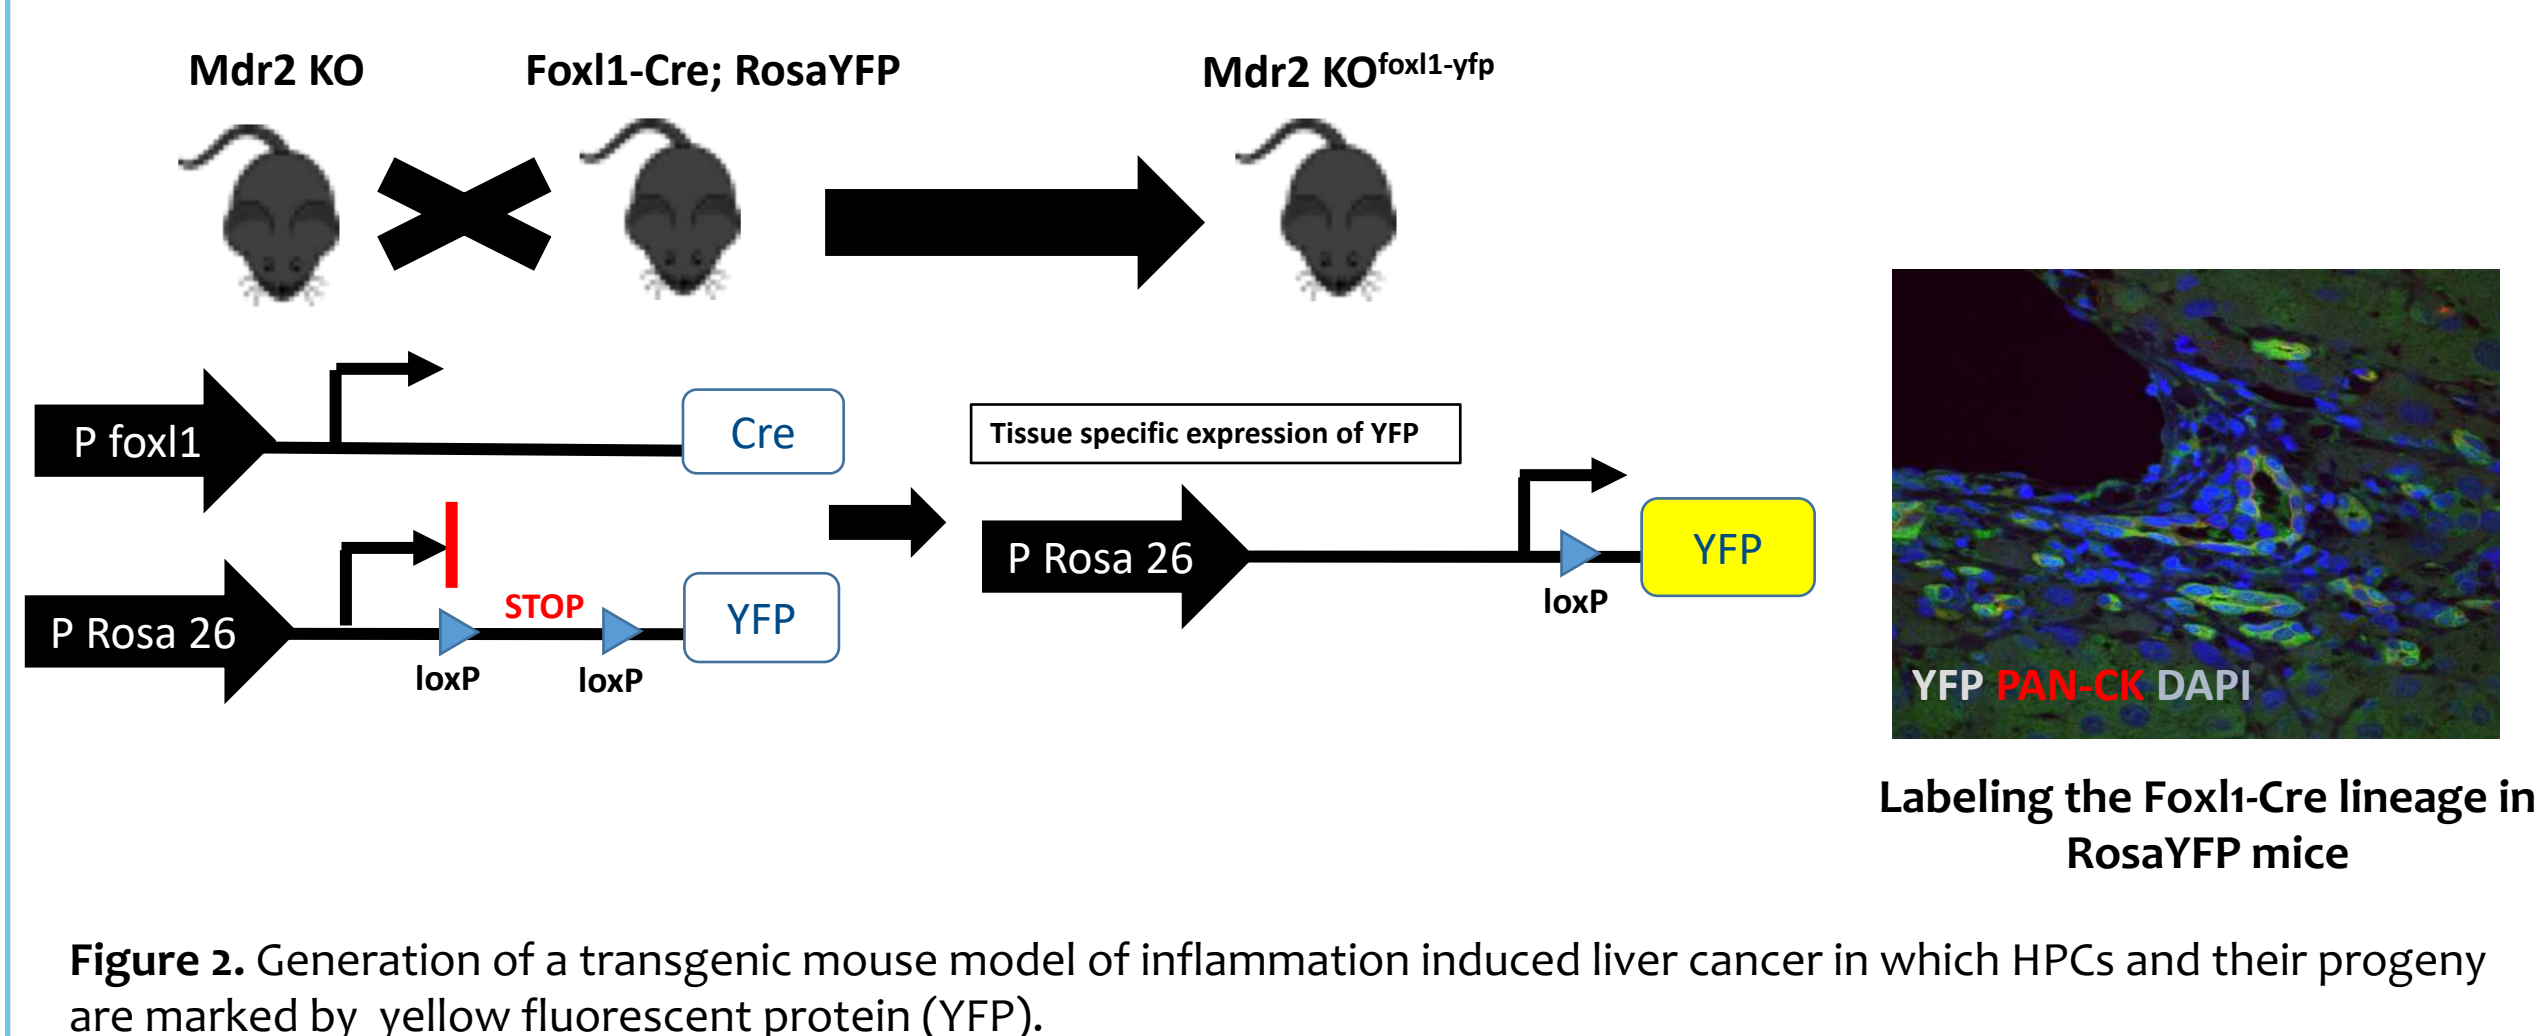 Mdr2 KO
Foxl1-Cre; RosaYFP
Mdr2 KOfoxl1-yfp
P foxl1
Cre
Tissue specific expression of YFP
P Rosa 26
STOP
YFP
loxP
loxP
P Rosa 26
YFP
loxP
YFP PAN-CK DAPI
Labeling the Foxl1-Cre lineage in
RosaYFP mice
Figure 2. Generation of a transgenic mouse model of inflammation induced liver cancer in which HPCs and their progeny
are marked by yellow fluorescent protein (YFP).